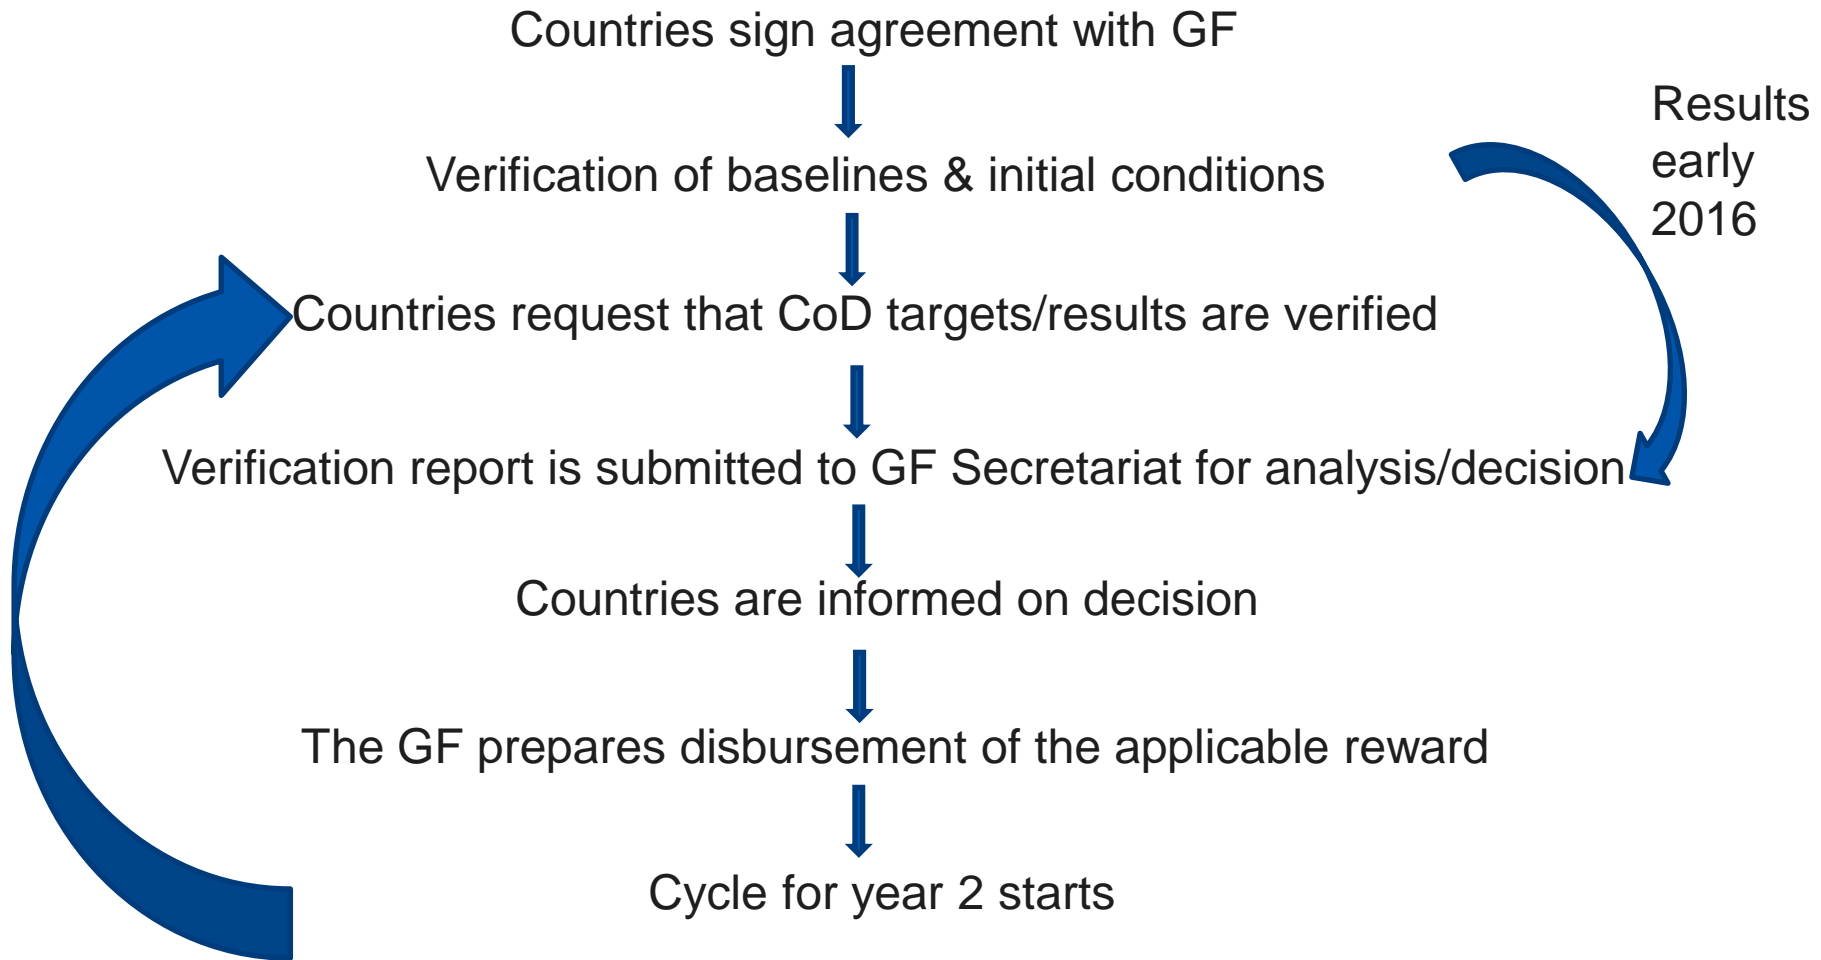 Countries sign agreement with GF
Results
early
2016
Verification of baselines & initial conditions
Countries request that CoD targets/results are verified
Verification report is submitted to GF Secretariat for analysis/decision
Countries are informed on decision
The GF prepares disbursement of the applicable reward
Cycle for year 2 starts